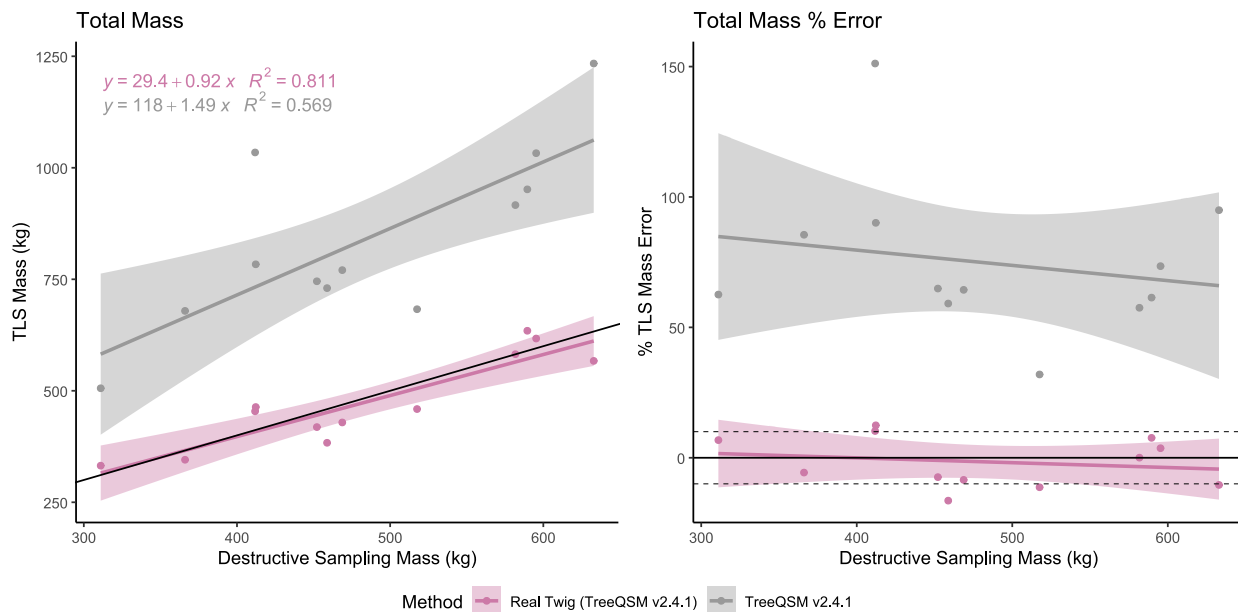 Total Mass
y = 29.4 + 0.92 x R² = 0.811
y = 118 + 1.49 x R² = 0.569
1250
1000
750
500
250
TLS Mass (kg)
300 400 500 600
Destructive Sampling Mass (kg)
Total Mass % Error
150
100
50
0
% TLS Mass Error
300 400 500 600
Destructive Sampling Mass (kg)
Method Real Twig (TreeQSM v2.4.1) TreeQSM v2.4.1